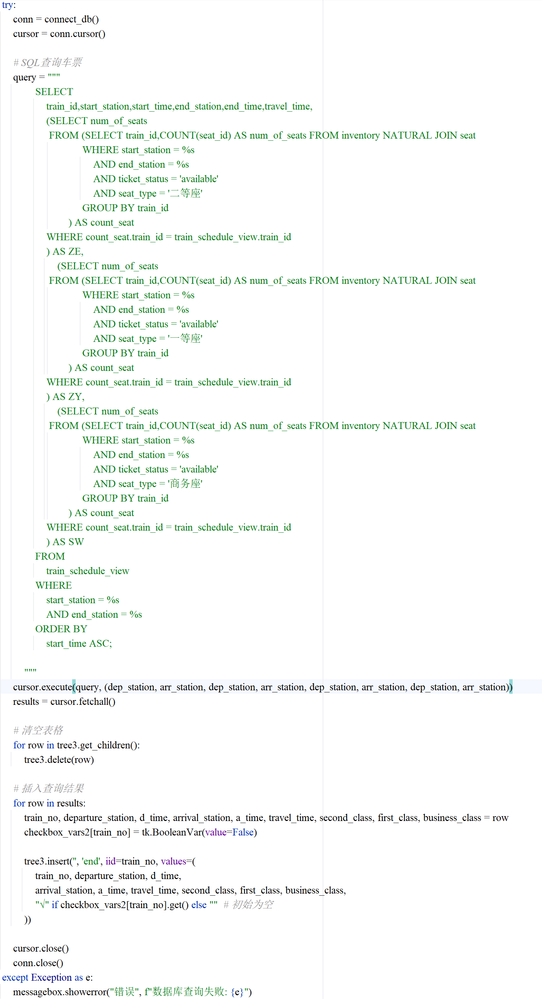 try:
conn = connect_db()
cursor = conn.cursor()
# SQL查询车票
query = """
SELECT
train_id,start_station,start_time,end_station,end_time,travel_time,
(SELECT num_of_seats
FROM (SELECT train_id,COUNT(seat_id) AS num_of_seats FROM inventory NATURAL JOIN seat
WHERE start_station = %s
AND end_station = %s
AND ticket_status = 'available'
AND seat_type = '二等座'
GROUP BY train_id
) AS count_seat
WHERE count_seat.train_id = train_schedule_view.train_id
) AS ZE,
(SELECT num_of_seats
FROM (SELECT train_id,COUNT(seat_id) AS num_of_seats FROM inventory NATURAL JOIN seat
WHERE start_station = %s
AND end_station = %s
AND ticket_status = 'available'
AND seat_type = '一等座'
GROUP BY train_id
) AS count_seat
WHERE count_seat.train_id = train_schedule_view.train_id
) AS ZY,
(SELECT num_of_seats
FROM (SELECT train_id,COUNT(seat_id) AS num_of_seats FROM inventory NATURAL JOIN seat
WHERE start_station = %s
AND end_station = %s
AND ticket_status = 'available'
AND seat_type = '商务座'
GROUP BY train_id
) AS count_seat
WHERE count_seat.train_id = train_schedule_view.train_id
) AS SW
FROM
train_schedule_view
WHERE
start_station = %s
AND end_station = %s
ORDER BY
start_time ASC;
"""
cursor.execute(query, (dep_station, arr_station, dep_station, arr_station, dep_station, arr_station, dep_station, arr_station))
results = cursor.fetchall()
# 清空表格
for row in tree3.get_children():
tree3.delete(row)
# 插入查询结果
for row in results:
train_no, departure_station, d_time, arrival_station, a_time, travel_time, second_class, first_class, business_class = row
checkbox_vars2[train_no] = tk.BooleanVar(value=False)
tree3.insert('', 'end', iid=train_no, values=(
train_no, departure_station, d_time,
arrival_station, a_time, travel_time, second_class, first_class, business_class,
"√" if checkbox_vars2[train_no].get() else "" # 初始为空
))
cursor.close()
conn.close()
except Exception as e:
messagebox.showerror("错误", f"数据库查询失败: {e}")